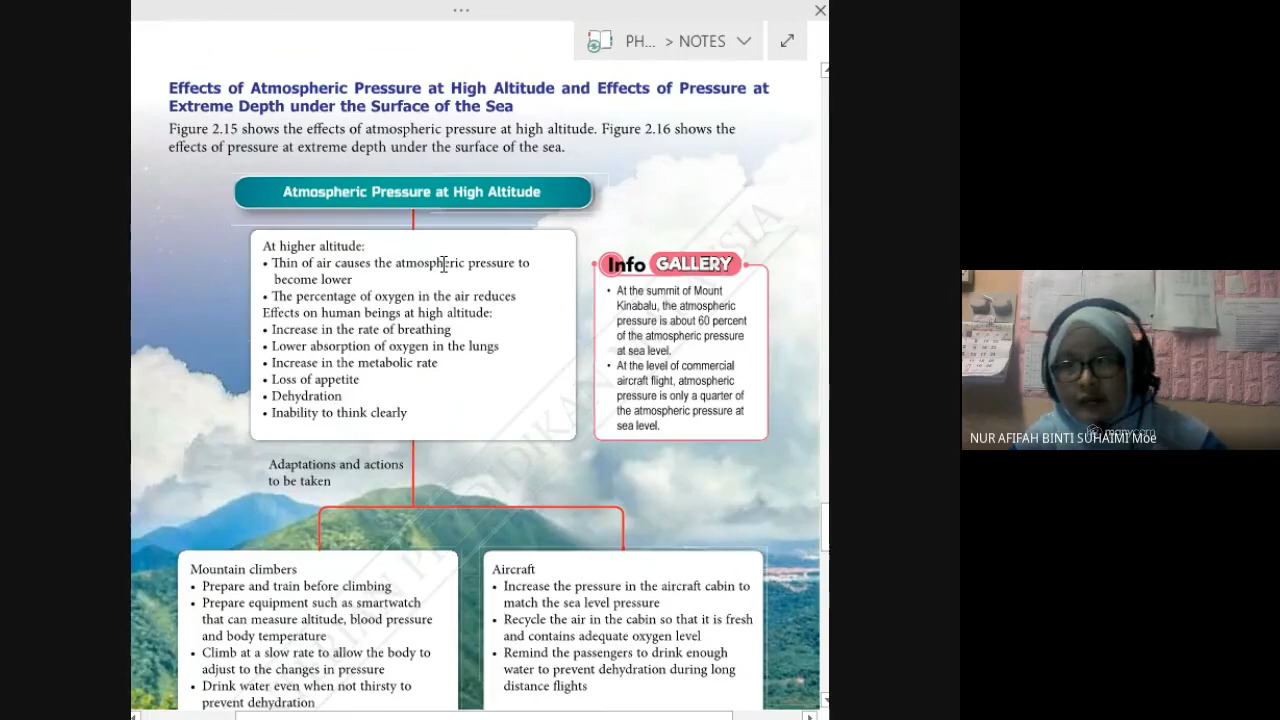 PH... > NOTES
Effects of Atmospheric Pressure at High Altitude and Effects of Pressure at
Extreme Depth under the Surface of the Sea
Figure 2.15 shows the effects of atmospheric pressure at high altitude. Figure 2.16 shows the
effects of pressure at extreme depth under the surface of the sea.
Atmospheric Pressure at High Altitude
At higher altitude:
• Thin of air causes the atmospheric pressure to
become lower
• The percentage of oxygen in the air reduces
Effects on human beings at high altitude:
• Increase in the rate of breathing
• Lower absorption of oxygen in the lungs
• Increase in the metabolic rate
• Loss of appetite
• Dehydration
• Inability to think clearly
Info GALLERY
• At the summit of Mount
Kinabalu, the atmospheric
pressure is about 60 percent
of the atmospheric pressure
at sea level.
• At the level of commercial
aircraft flight, atmospheric
pressure is only a quarter of
the atmospheric pressure at
sea level.
Adaptations and actions
to be taken
Mountain climbers
• Prepare and train before climbing
• Prepare equipment such as smartwatch
that can measure altitude, blood pressure
and body temperature
• Climb at a slow rate to allow the body to
adjust to the changes in pressure
• Drink water even when not thirsty to
prevent dehydration
Aircraft
• Increase the pressure in the aircraft cabin to
match the sea level pressure
• Recycle the air in the cabin so that it is fresh
and contains adequate oxygen level
• Remind the passengers to drink enough
water to prevent dehydration during long
distance flights
NUR AFIFAH BINTI SUHAIMI Moe
manycam